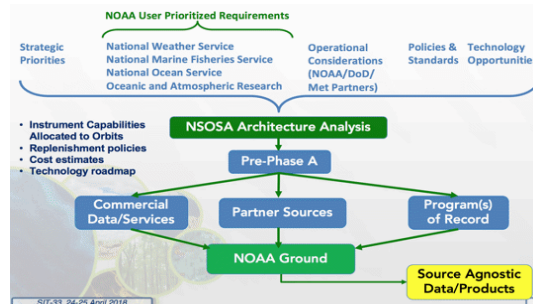 NOAA User Prioritized Requirements
Strategic
Priorities
National Weather Service
National Marine Fisheries Service
National Ocean Service
Oceanic and Atmospheric Research
Operational
Considerations
(NOAA/DoD/
Met Partners)
Policies &
Standards
Technology
Opportunitie
• Instrument Capabilities
Allocated to Orbits
• Replenishment policies
• Cost estimates
• Technology roadmap
NSOSA Architecture Analysis
Pre-Phase A
Commercial
Data/Services
Partner Sources
Program(s)
of Record
NOAA Ground
Source Agnostic
Data/Products
SIT-33, 24-25 April 2018